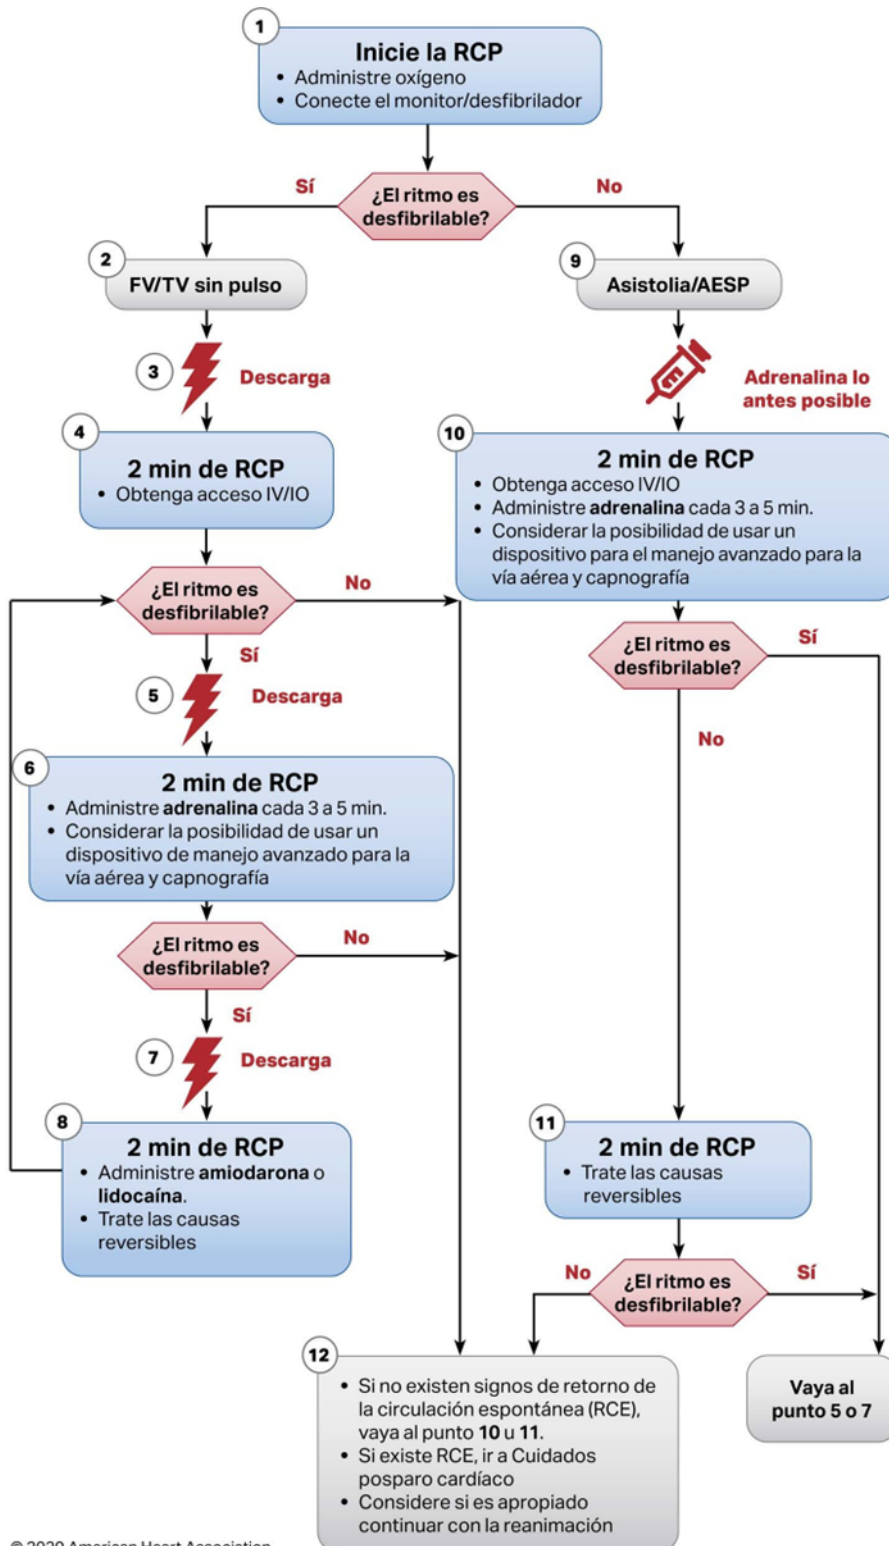 1
Inicie la RCP
• Administre oxígeno
• Conecte el monitor/desfibrilador
¿El ritmo es
desfibrilable?
Sí
No
2
FV/TV sin pulso
3
Descarga
4
2 min de RCP
• Obtenga acceso IV/IO
¿El ritmo es
desfibrilable?
No
Sí
5
Descarga
6
2 min de RCP
• Administre adrenalina cada 3 a 5 min.
• Considerar la posibilidad de usar un
dispositivo de manejo avanzado para la
vía aérea y capnografía
¿El ritmo es
desfibrilable?
No
Sí
7
Descarga
8
2 min de RCP
• Administre amiodarona o
lidocaína.
• Trate las causas
reversibles
9
Asistolia/AESP
Adrenalina lo
antes posible
10
2 min de RCP
• Obtenga acceso IV/IO
• Administre adrenalina cada 3 a 5 min.
• Considerar la posibilidad de usar un
dispositivo para el manejo avanzado para la
vía aérea y capnografía
¿El ritmo es
desfibrilable?
Sí
No
11
2 min de RCP
• Trate las causas
reversibles
¿El ritmo es
desfibrilable?
No
Sí
12
• Si no existen signos de retorno de
la circulación espontánea (RCE),
vaya al punto 10 u 11.
• Si existe RCE, ir a Cuidados
posparo cardíaco
• Considere si es apropiado
continuar con la reanimación
Vaya al
punto 5 o 7
© 2020 American Heart Association